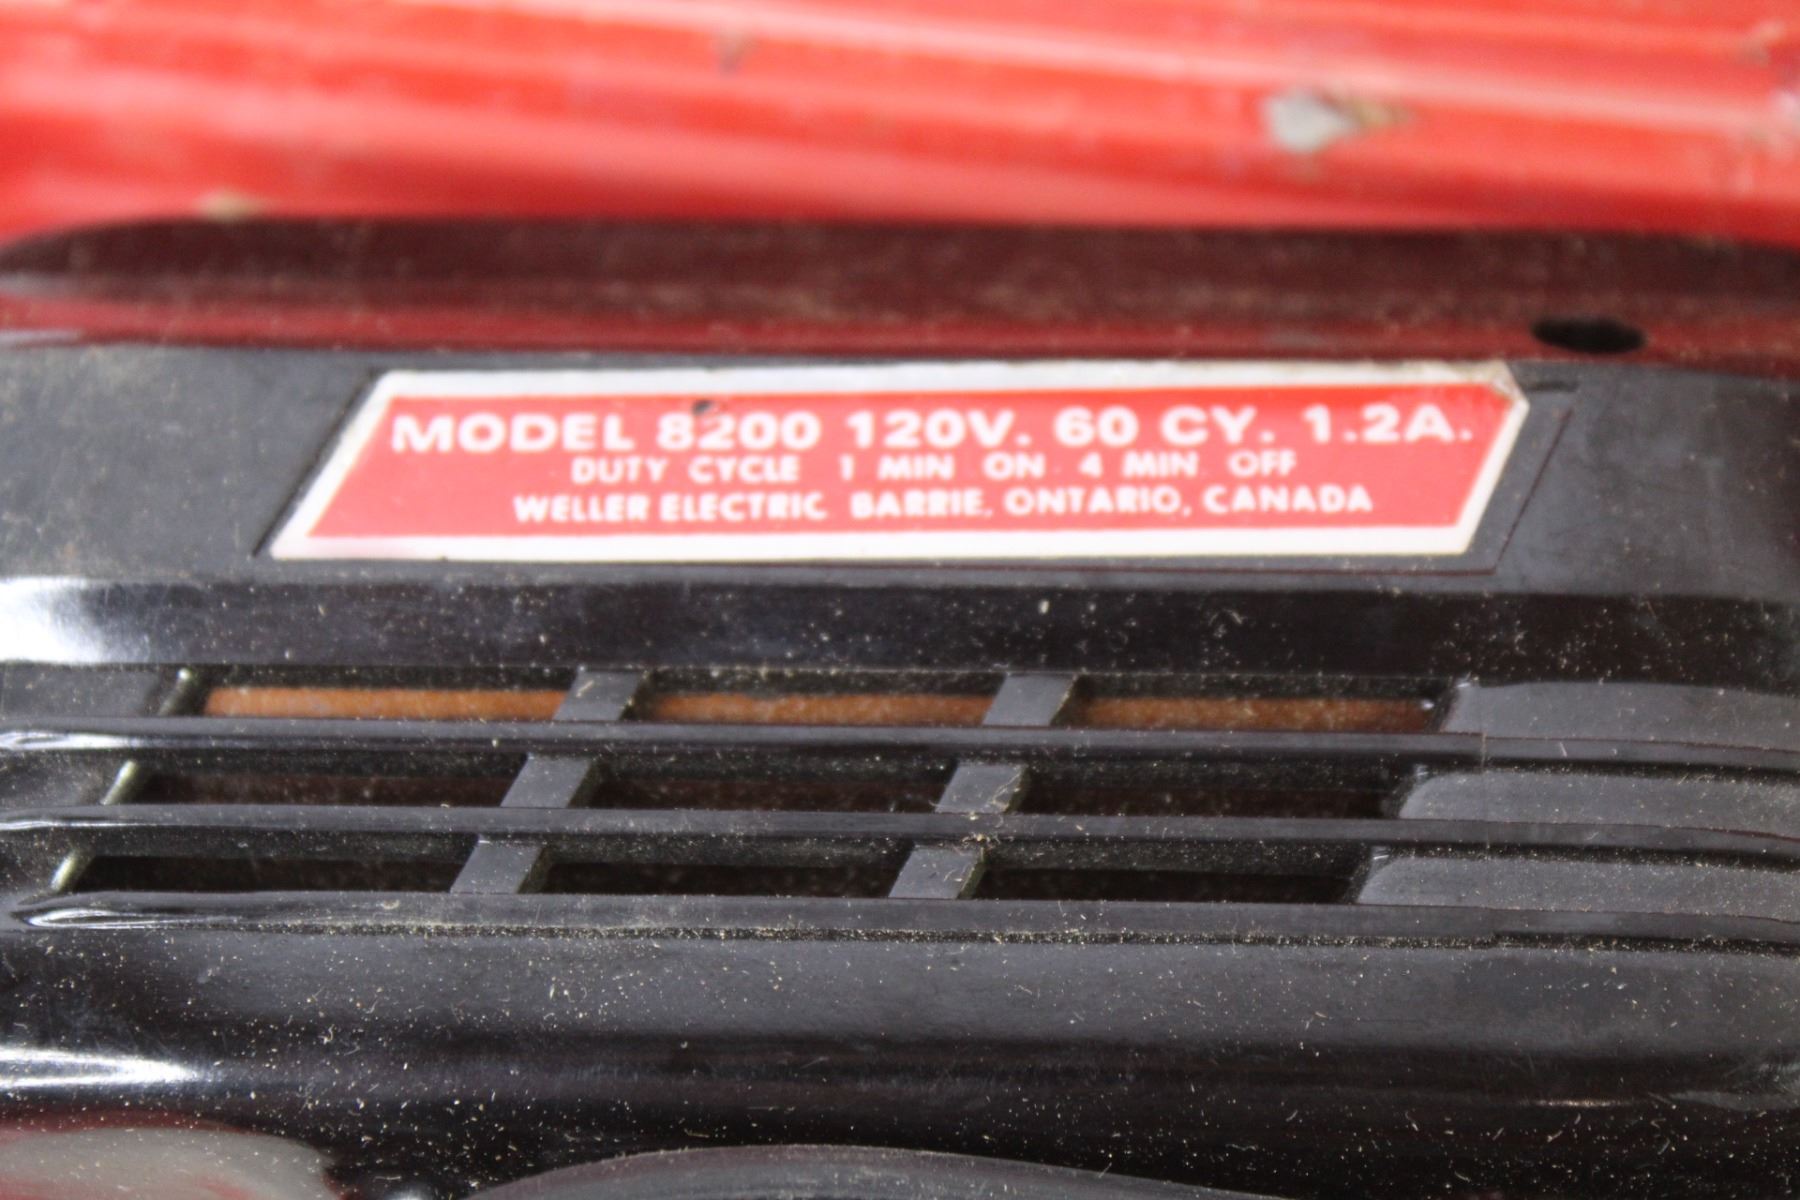 MODEL 8200 120V. 60 CY. 1.2A.
DUTY CYCLE 1 MIN ON 4 MIN OFF
WELLER ELECTRIC BARRIE, ONTARIO, CANADA